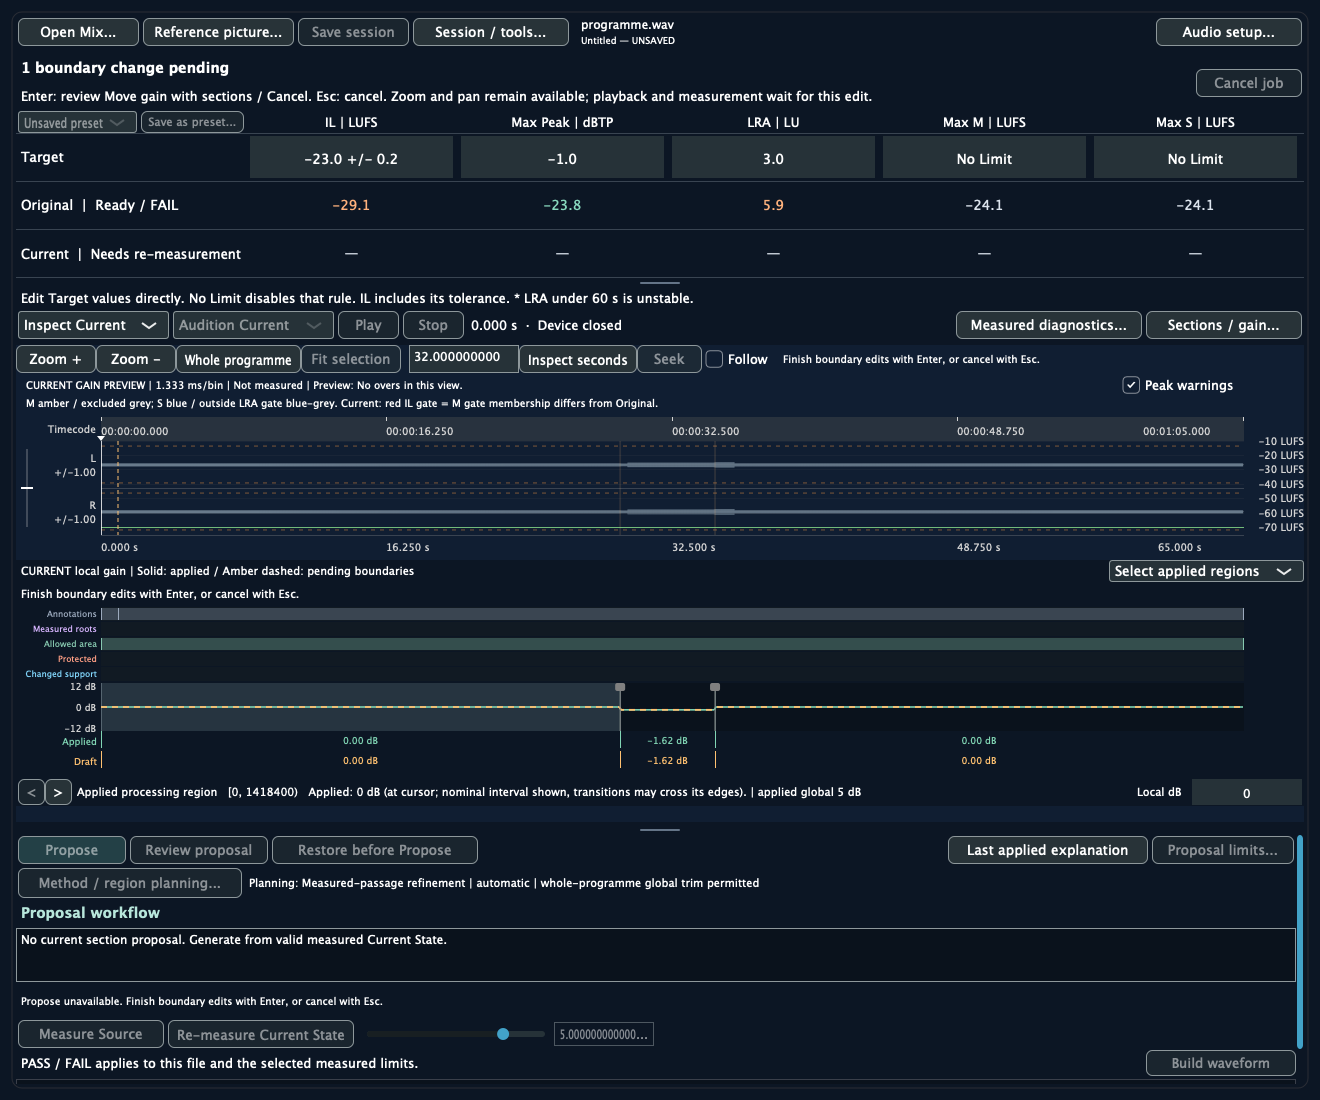 Open Mix... Reference picture... Save session Session / tools... programme.wav Audio setup...
Untitled — UNSAVED
1 boundary change pending
Cancel job
Enter: review Move gain with sections / Cancel. Esc: cancel. Zoom and pan remain available; playback and measurement wait for this edit.
Unsaved preset Save as preset... IL | LUFS Max Peak | dBTP LRA | LU Max M | LUFS Max S | LUFS
Target -23.0 +/- 0.2 -1.0 3.0 No Limit No Limit
Original | Ready / FAIL -29.1 -23.8 5.9 -24.1 -24.1
Current | Needs re-measurement — — — — —
Edit Target values directly. No Limit disables that rule. IL includes its tolerance. * LRA under 60 s is unstable.
Inspect Current Audition Current Play Stop 0.000 s · Device closed Measured diagnostics... Sections / gain...
Zoom + Zoom – Whole programme Fit selection 32.000000000 Inspect seconds Seek Follow Finish boundary edits with Enter, or cancel with Esc.
CURRENT GAIN PREVIEW | 1.333 ms/bin | Not measured | Preview: No overs in this view. Peak warnings
M amber / excluded grey; S blue / outside LRA gate blue-grey. Current: red IL gate = M gate membership differs from Original.
Timecode 00:00:00.000 00:00:16.250 00:00:32.500 00:00:48.750 00:01:05.000
-10 LUFS
-20 LUFS
L
-30 LUFS
+/-1.00
-40 LUFS
-50 LUFS
R
-60 LUFS
+/-1.00
-70 LUFS
0.000 s 16.250 s 32.500 s 48.750 s 65.000 s
CURRENT local gain | Solid: applied / Amber dashed: pending boundaries Select applied regions
Finish boundary edits with Enter, or cancel with Esc.
Annotations
Measured roots
Allowed area
Protected
Changed support
12 dB
0 dB
-12 dB
Applied 0.00 dB -1.62 dB 0.00 dB
Draft 0.00 dB -1.62 dB 0.00 dB
< > Applied processing region [0, 1418400) Applied: 0 dB (at cursor; nominal interval shown, transitions may cross its edges). | applied global 5 dB Local dB 0
Propose Review proposal Restore before Propose Last applied explanation Proposal limits...
Method / region planning... Planning: Measured-passage refinement | automatic | whole-programme global trim permitted
Proposal workflow
No current section proposal. Generate from valid measured Current State.
Propose unavailable. Finish boundary edits with Enter, or cancel with Esc.
Measure Source Re-measure Current State 5.000000000000...
PASS / FAIL applies to this file and the selected measured limits. Build waveform